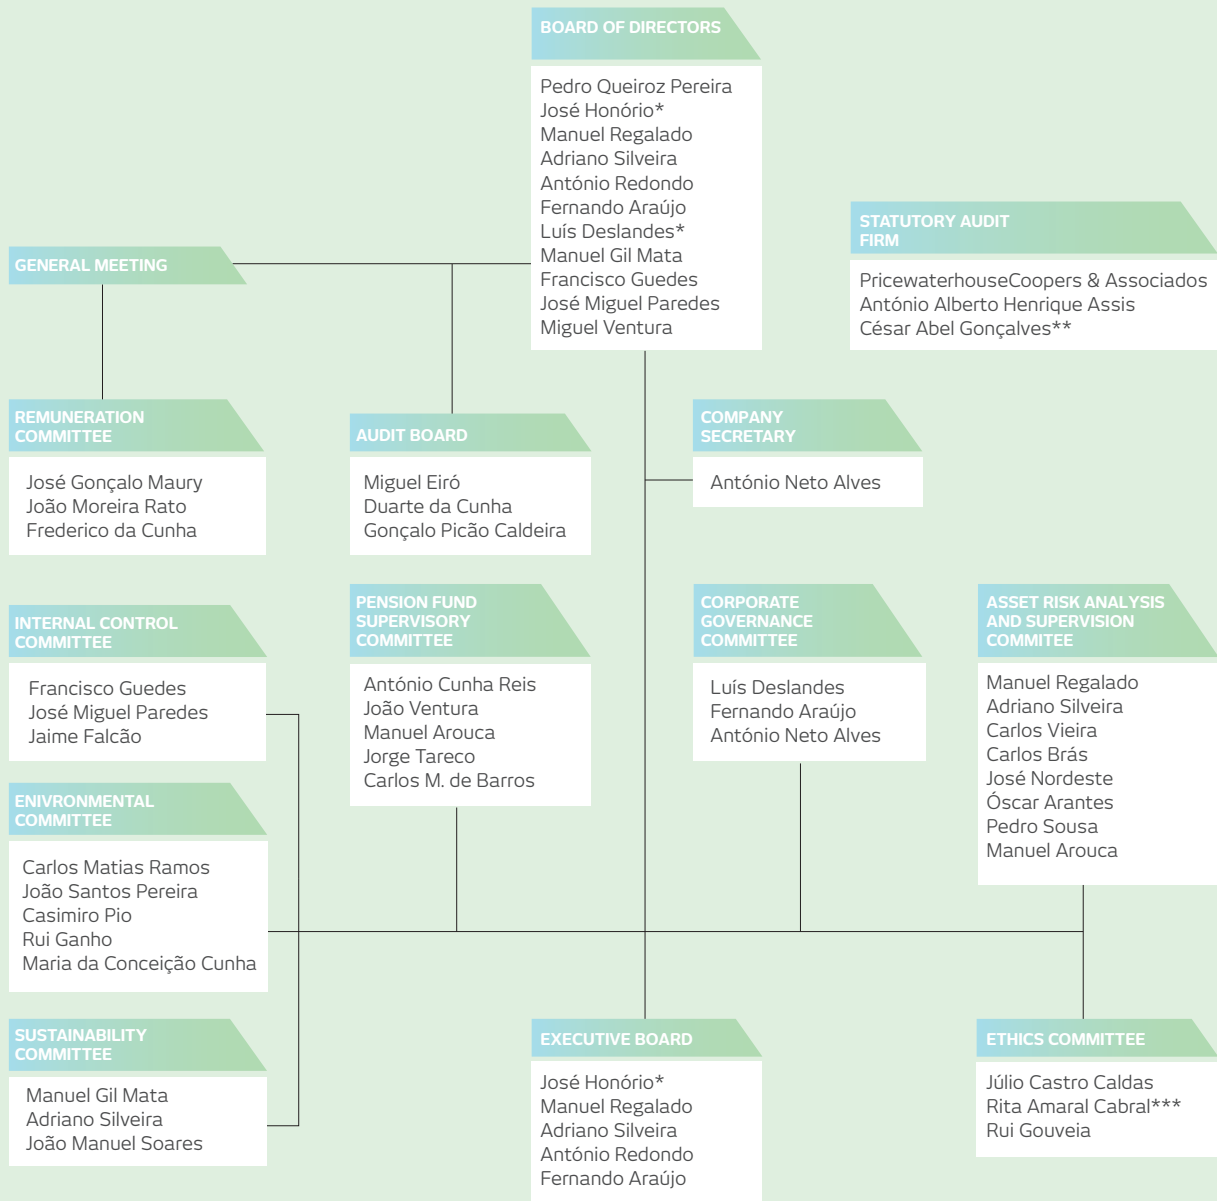 BOARD OF DIRECTORS
Pedro Queiroz Pereira
José Honório*
Manuel Regalado
Adriano Silveira
António Redondo
Fernando Araújo
Luís Deslandes*
Manuel Gil Mata
Francisco Guedes
José Miguel Paredes
Miguel Ventura
STATUTORY AUDIT
FIRM
PricewaterhouseCoopers & Associados
António Alberto Henrique Assis
César Abel Gonçalves**
GENERAL MEETING
REMUNERATION
COMMITTEE
José Gonçalo Maury
João Moreira Rato
Frederico da Cunha
AUDIT BOARD
Miguel Eiró
Duarte da Cunha
Gonçalo Picão Caldeira
COMPANY
SECRETARY
António Neto Alves
INTERNAL CONTROL
COMMITTEE
Francisco Guedes
José Miguel Paredes
Jaime Falcão
PENSION FUND
SUPERVISORY
COMMITTEE
António Cunha Reis
João Ventura
Manuel Arouca
Jorge Tareco
Carlos M. de Barros
CORPORATE
GOVERNANCE
COMMITTEE
Luís Deslandes
Fernando Araújo
António Neto Alves
ASSET RISK ANALYSIS
AND SUPERVISION
COMMITEE
Manuel Regalado
Adriano Silveira
Carlos Vieira
Carlos Brás
José Nordeste
Óscar Arantes
Pedro Sousa
Manuel Arouca
ENIVRONMENTAL
COMMITTEE
Carlos Matias Ramos
João Santos Pereira
Casimiro Pio
Rui Ganho
Maria da Conceição Cunha
SUSTAINABILITY
COMMITTEE
Manuel Gil Mata
Adriano Silveira
João Manuel Soares
EXECUTIVE BOARD
José Honório*
Manuel Regalado
Adriano Silveira
António Redondo
Fernando Araújo
ETHICS COMMITTEE
Júlio Castro Caldas
Rita Amaral Cabral***
Rui Gouveia